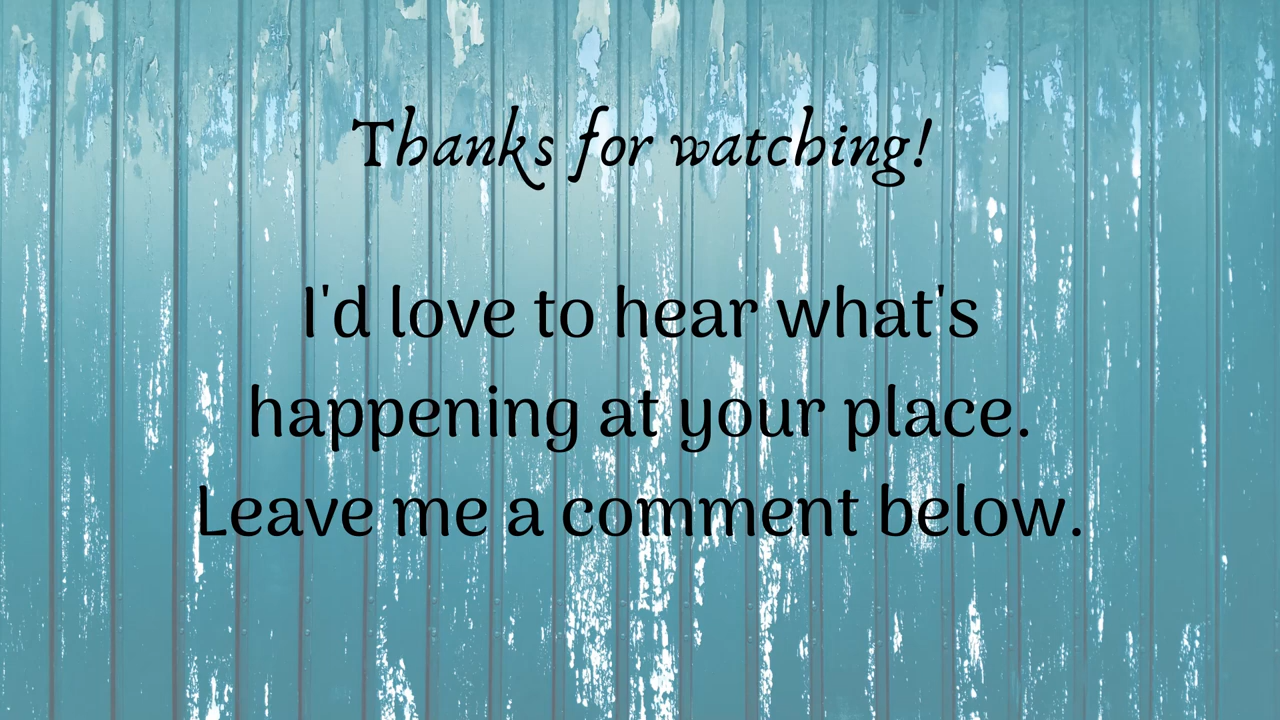 Thanks for watching!
I'd love to hear what's
happening at your place.
Leave me a comment below.